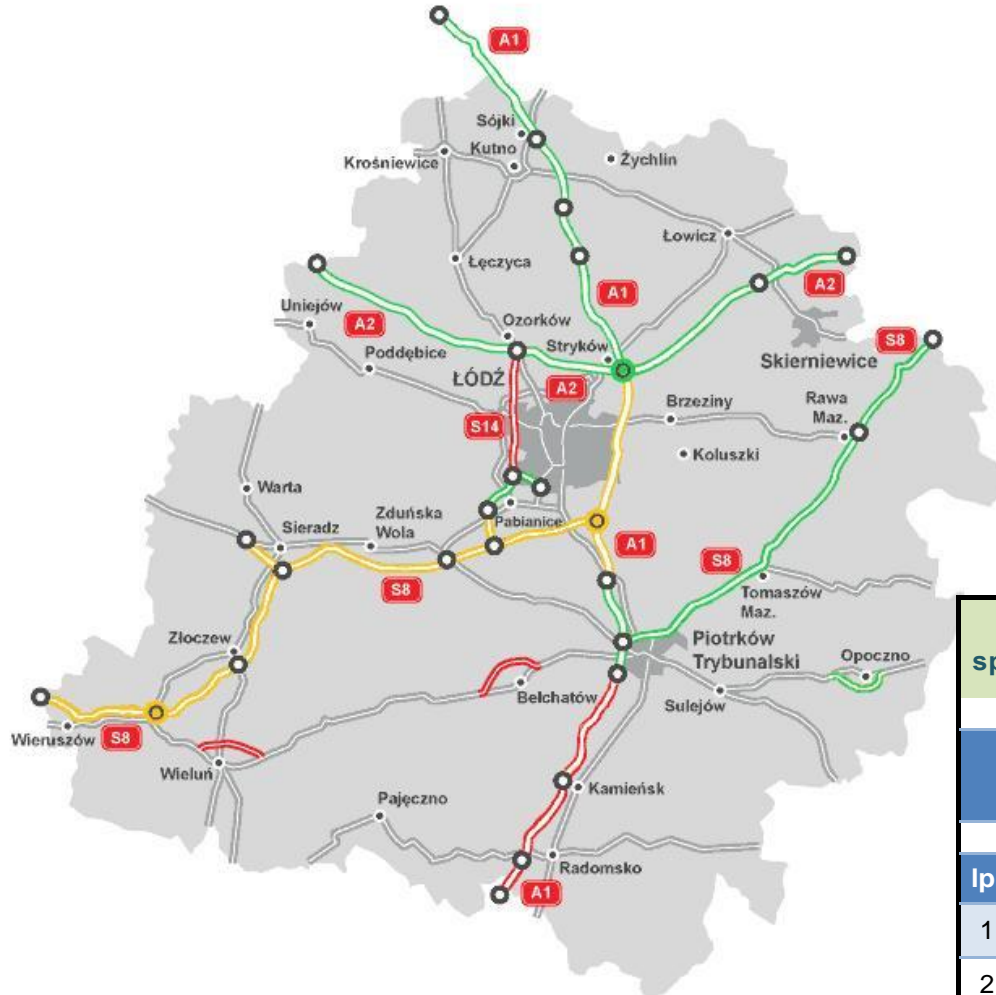 A1
Sójki
Kutno
Krośniewice
Żychlin
Łowicz
Łęczyca
A1
A2
Uniejów
A2
Ozorków
Stryków
Poddębice
ŁÓDŹ
A2
Skierniewice
S8
Brzeziny
Rawa
Maz.
S14
Koluszki
Warta
Zduńska
Wola
Sieradz
Pabianice
A1
S8
S8
Tomaszów
Maz.
Złoczew
Piotrków
Trybunalski
Opoczno
Bełchatów
Sulejów
Wieruszów
S8
Wieluń
Kamieńsk
Pajęczno
Radomsko
A1
sp
lp
1
2